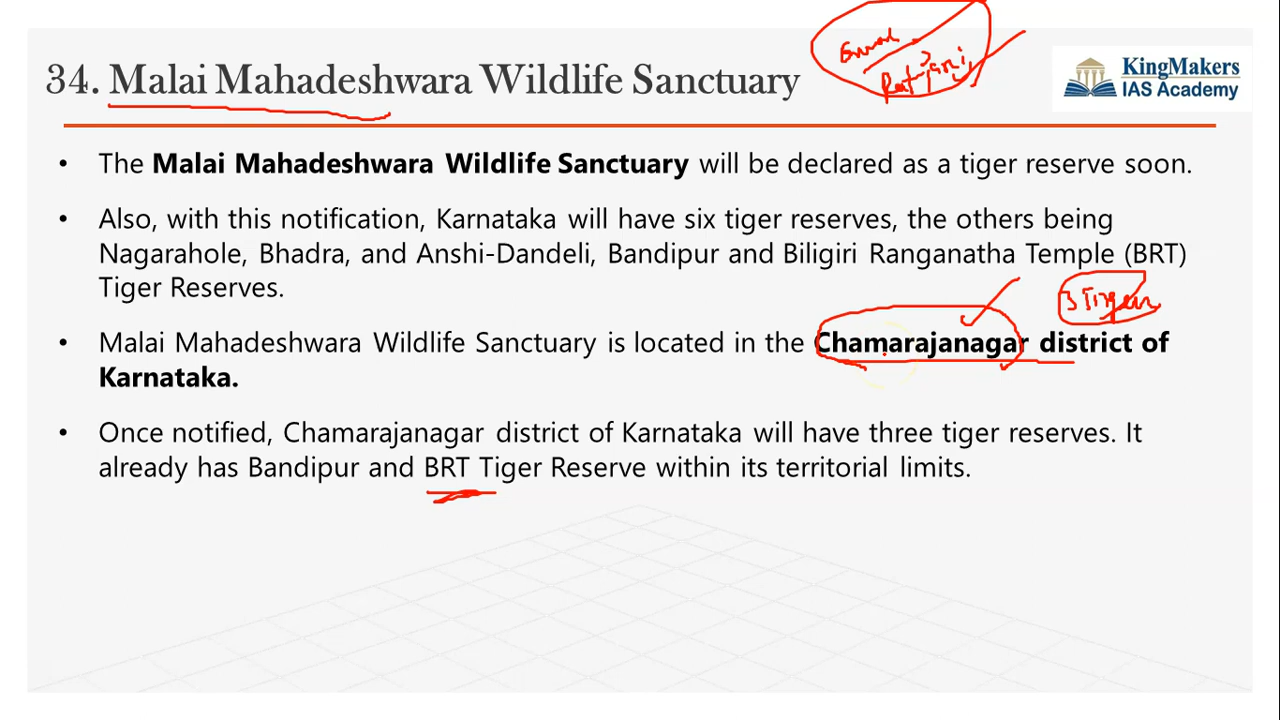 34. Malai Mahadeshwara Wildlife Sanctuary
KingMakers
IAS Academy
• The Malai Mahadeshwara Wildlife Sanctuary will be declared as a tiger reserve soon.
• Also, with this notification, Karnataka will have six tiger reserves, the others being
Nagarahole, Bhadra, and Anshi-Dandeli, Bandipur and Biligiri Ranganatha Temple (BRT)
Tiger Reserves.
3
• Malai Mahadeshwara Wildlife Sanctuary is located in the Chamarajanagar district of
Karnataka.
• Once notified, Chamarajanagar district of Karnataka will have three tiger reserves. It
already has Bandipur and BRT Tiger Reserve within its territorial limits.